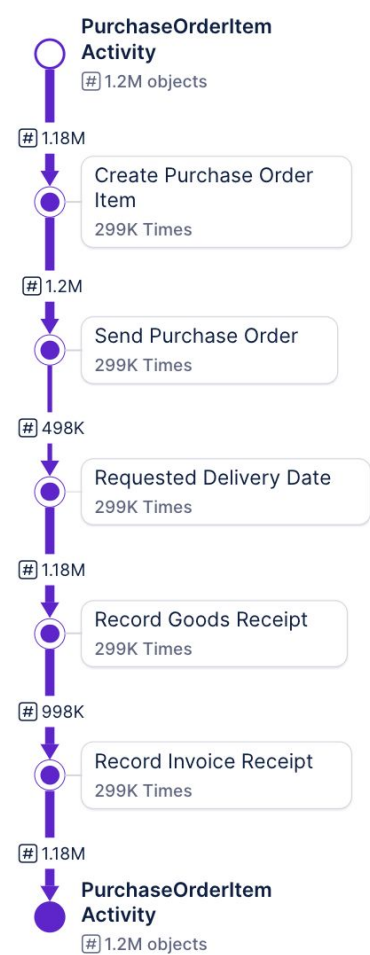 PurchaseOrderItem
Activity
# 1.2M objects
# 1.18M
Create Purchase Order
Item
299K Times
# 1.2M
Send Purchase Order
299K Times
# 498K
Requested Delivery Date
299K Times
# 1.18M
Record Goods Receipt
299K Times
# 998K
Record Invoice Receipt
299K Times
# 1.18M
PurchaseOrderItem
Activity
# 1.2M objects